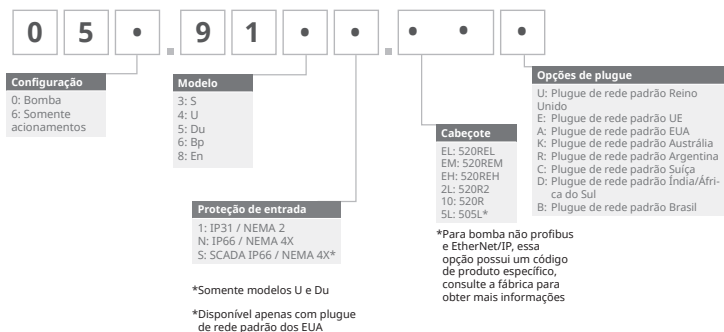 0 5 • . 9 1 • • . • • •
Configuração
0: Bomba
6: Somente
acionamentos
Modelo
3: S
4: U
5: Du
6: Bp
8: En
Proteção de entrada
1: IP31 / NEMA 2
N: IP66 / NEMA 4X
S: SCADA IP66 / NEMA 4X*
*Somente modelos U e Du
*Disponível apenas com plugue
de rede padrão dos EUA
Cabeçote
EL: 520REL
EM: 520REM
EH: 520REH
2L: 520R2
10: 520R
5L: 505L*
*Para bomba não profibus
e EtherNet/IP, essa
opção possui um código
de produto específico,
consulte a fábrica para
obter mais informações
Opções de plugue
U: Plugue de rede padrão Reino
Unido
E: Plugue de rede padrão UE
A: Plugue de rede padrão EUA
K: Plugue de rede padrão Austrália
R: Plugue de rede padrão Argentina
C: Plugue de rede padrão Suíça
D: Plugue de rede padrão Índia/Áfri-
ca do Sul
B: Plugue de rede padrão Brasil